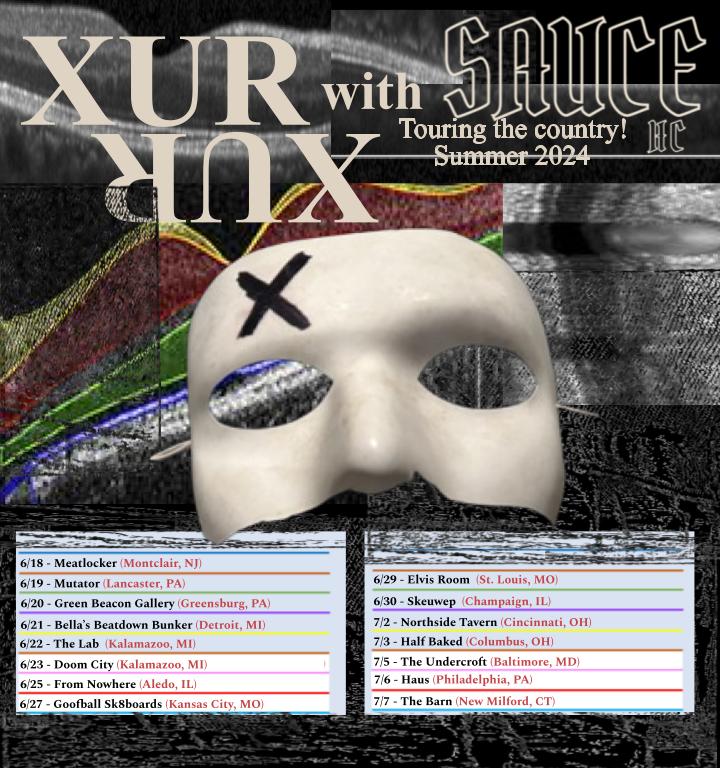 XUR with SAUCE
XUR
Touring the country!
HC
Summer 2024
6/18 - Meatlocker (Montclair, NJ)
6/19 - Mutator (Lancaster, PA)
6/20 - Green Beacon Gallery (Greensburg, PA)
6/21 - Bella's Beatdown Bunker (Detroit, MI)
6/22 - The Lab (Kalamazoo, MI)
6/23 - Doom City (Kalamazoo, MI)
6/25 - From Nowhere (Aledo, IL)
6/27 - Goofball Sk8boards (Kansas City, MO)
6/29 - Elvis Room (St. Louis, MO)
6/30 - Skeuwep (Champaign, IL)
7/2 - Northside Tavern (Cincinnati, OH)
7/3 - Half Baked (Columbus, OH)
7/5 - The Undercroft (Baltimore, MD)
7/6 - Haus (Philadelphia, PA)
7/7 - The Barn (New Milford, CT)